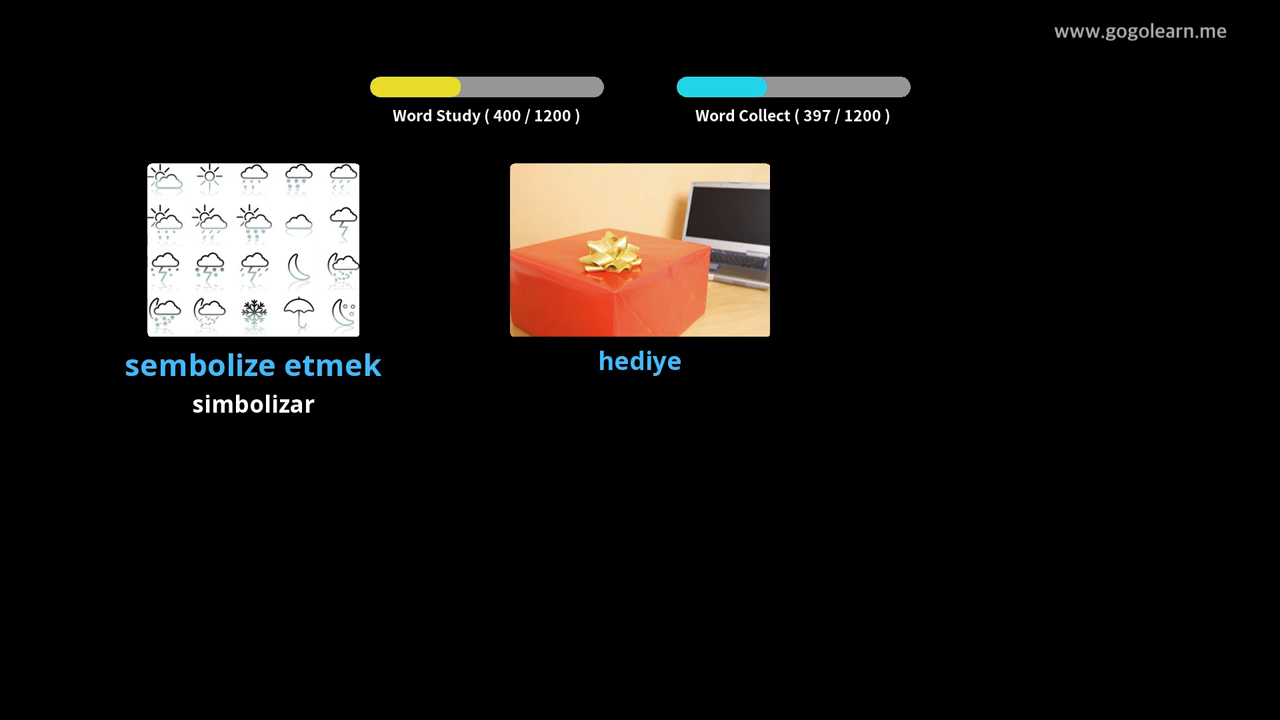 www.gogolearn.me
Word Study ( 400 / 1200 )
Word Collect ( 397 / 1200 )
sembolize etmek
simbolizar
hediye